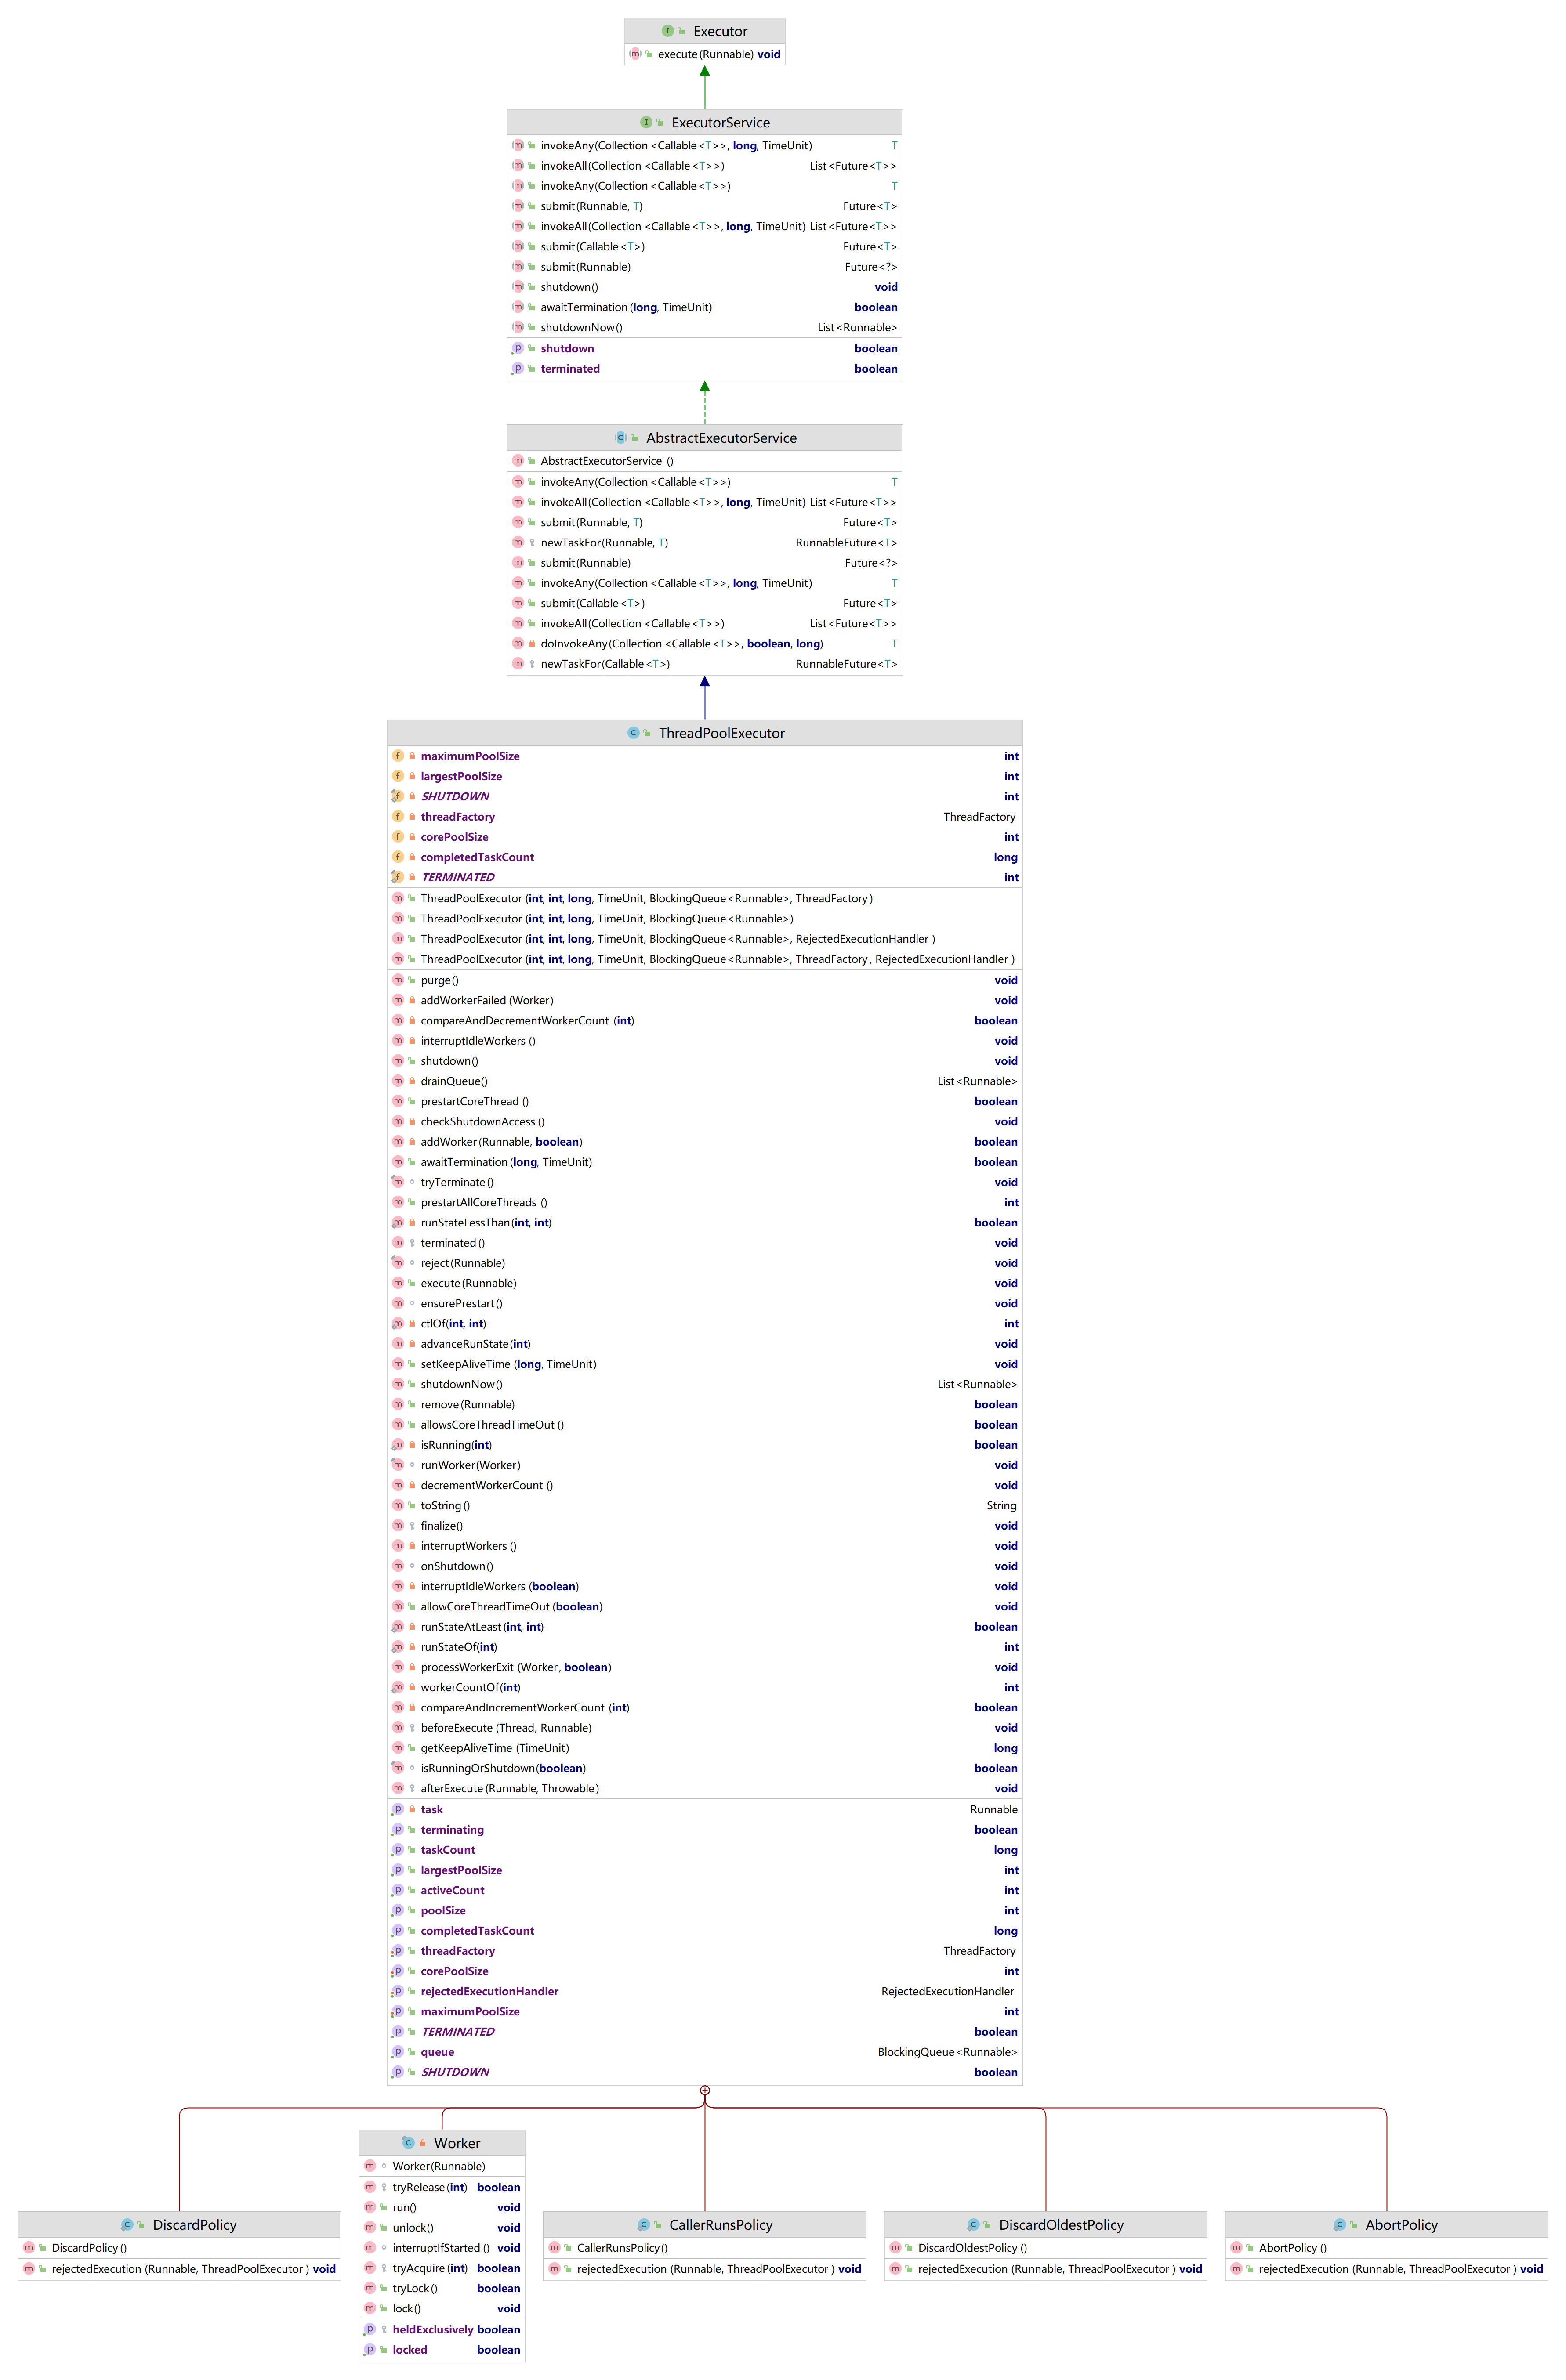 Executor
execute(Runnable) void
ExecutorService
invokeAny(Collection<Callable<T>>, long, TimeUnit) T
invokeAll(Collection<Callable<T>>) List<Future<T>>
invokeAny(Collection<Callable<T>>) T
submit(Runnable, T) Future<T>
invokeAll(Collection<Callable<T>>, long, TimeUnit) List<Future<T>>
submit(Callable<T>) Future<T>
submit(Runnable) Future<?>
shutdown() void
awaitTermination(long, TimeUnit) boolean
shutdownNow() List<Runnable>
shutdown boolean
terminated boolean
AbstractExecutorService
AbstractExecutorService()
invokeAny(Collection<Callable<T>>) T
invokeAll(Collection<Callable<T>>, long, TimeUnit) List<Future<T>>
submit(Runnable, T) Future<T>
newTaskFor(Runnable, T) RunnableFuture<T>
submit(Runnable) Future<?>
invokeAny(Collection<Callable<T>>, long, TimeUnit) T
submit(Callable<T>) Future<T>
invokeAll(Collection<Callable<T>>) List<Future<T>>
doInvokeAny(Collection<Callable<T>>, boolean, long) T
newTaskFor(Callable<T>) RunnableFuture<T>
ThreadPoolExecutor
maximumPoolSize int
largestPoolSize int
SHUTDOWN int
threadFactory ThreadFactory
corePoolSize int
completedTaskCount long
TERMINATED int
ThreadPoolExecutor(int, int, long, TimeUnit, BlockingQueue<Runnable>, ThreadFactory)
ThreadPoolExecutor(int, int, long, TimeUnit, BlockingQueue<Runnable>)
ThreadPoolExecutor(int, int, long, TimeUnit, BlockingQueue<Runnable>, RejectedExecutionHandler)
ThreadPoolExecutor(int, int, long, TimeUnit, BlockingQueue<Runnable>, ThreadFactory, RejectedExecutionHandler)
purge() void
addWorkerFailed(Worker) void
compareAndDecrementWorkerCount(int) boolean
interruptIdleWorkers() void
shutdown() void
drainQueue() List<Runnable>
prestartCoreThread() boolean
checkShutdownAccess() void
addWorker(Runnable, boolean) boolean
awaitTermination(long, TimeUnit) boolean
tryTerminate() void
prestartAllCoreThreads() int
runStateLessThan(int, int) boolean
terminated() void
reject(Runnable) void
execute(Runnable) void
ensurePrestart() void
ctlOf(int, int) int
advanceRunState(int) void
setKeepAliveTime(long, TimeUnit) void
shutdownNow() List<Runnable>
remove(Runnable) boolean
allowsCoreThreadTimeOut() boolean
isRunning(int) boolean
runWorker(Worker) void
decrementWorkerCount() void
toString() String
finalize() void
interruptWorkers() void
onShutdown() void
interruptIdleWorkers(boolean) void
allowCoreThreadTimeOut(boolean) void
runStateAtLeast(int, int) boolean
runStateOf(int) int
processWorkerExit(Worker, boolean) void
workerCountOf(int) int
compareAndIncrementWorkerCount(int) boolean
beforeExecute(Thread, Runnable) void
getKeepAliveTime(TimeUnit) long
isRunningOrShutdown(boolean) boolean
afterExecute(Runnable, Throwable) void
task Runnable
terminating boolean
taskCount long
largestPoolSize int
activeCount int
poolSize int
completedTaskCount long
threadFactory ThreadFactory
corePoolSize int
rejectedExecutionHandler RejectedExecutionHandler
maximumPoolSize int
TERMINATED boolean
queue BlockingQueue<Runnable>
SHUTDOWN boolean
Worker
Worker(Runnable)
tryRelease(int) boolean
run() void
unlock() void
interruptIfStarted() void
tryAcquire(int) boolean
tryLock() boolean
lock() void
heldExclusively boolean
locked boolean
DiscardPolicy
DiscardPolicy()
rejectedExecution(Runnable, ThreadPoolExecutor) void
CallerRunsPolicy
CallerRunsPolicy()
rejectedExecution(Runnable, ThreadPoolExecutor) void
DiscardOldestPolicy
DiscardOldestPolicy()
rejectedExecution(Runnable, ThreadPoolExecutor) void
AbortPolicy
AbortPolicy()
rejectedExecution(Runnable, ThreadPoolExecutor) void